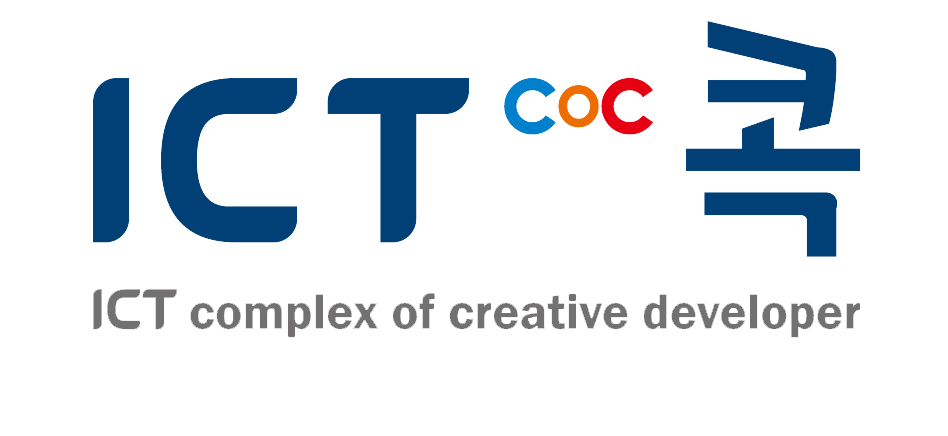 ICT CoC 콕
ICT complex of creative developer